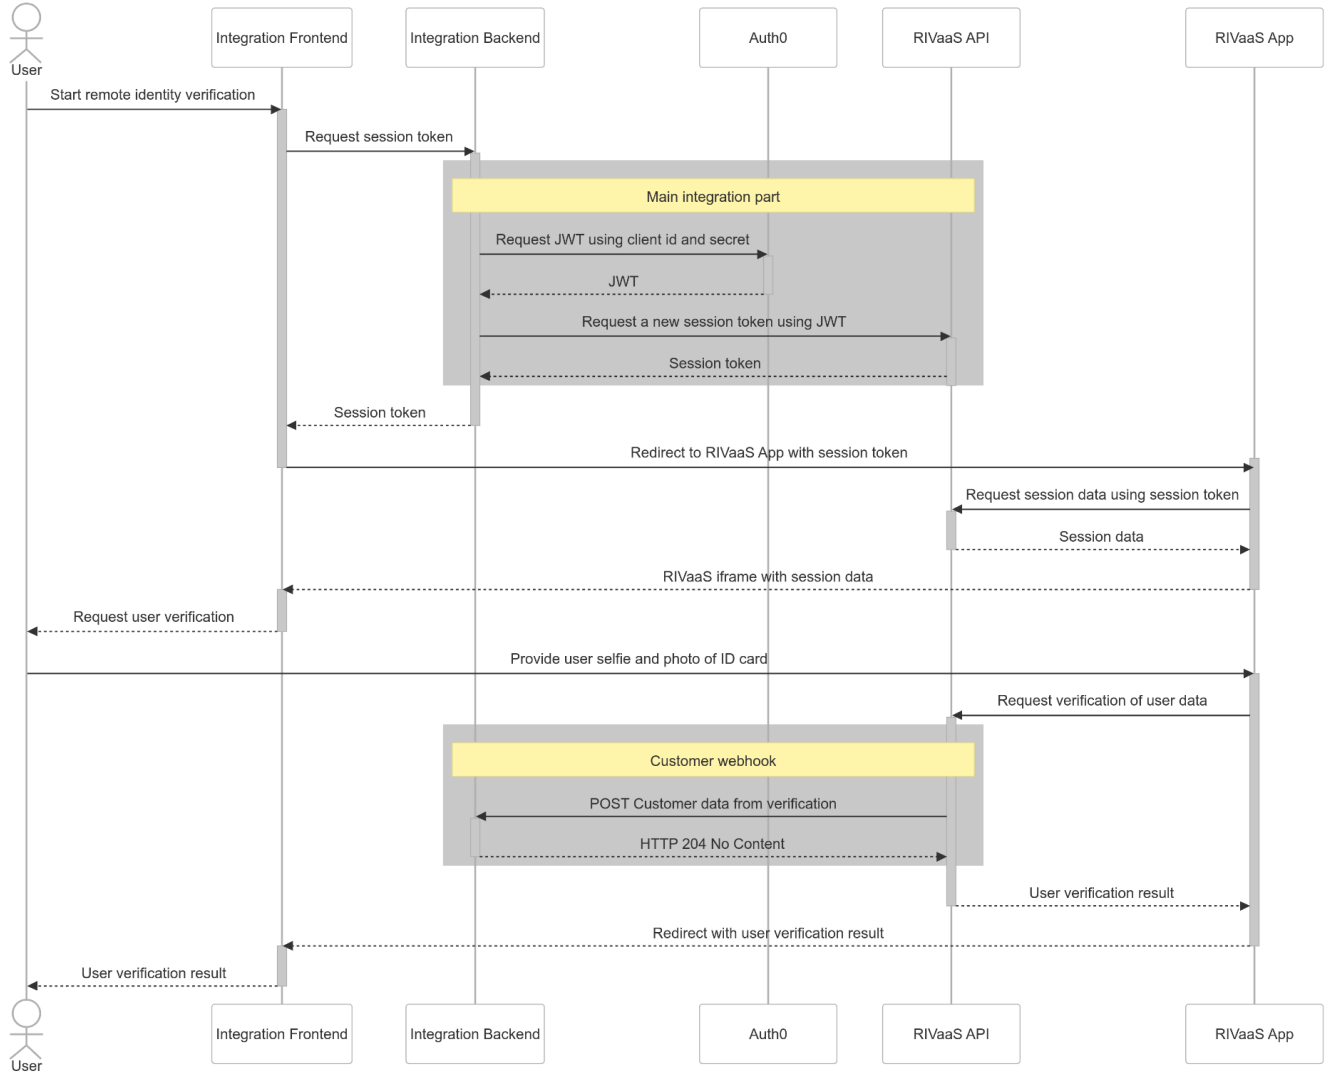 User
Integration Frontend
Integration Backend
Auth0
RIVaaS API
RIVaaS App
Start remote identity verification
Request session token
Main integration part
Request JWT using client id and secret
JWT
Request a new session token using JWT
Session token
Session token
Redirect to RIVaaS App with session token
Request session data using session token
Session data
RIVaaS iframe with session data
Request user verification
Provide user selfie and photo of ID card
Request verification of user data
Customer webhook
POST Customer data from verification
HTTP 204 No Content
User verification result
Redirect with user verification result
User verification result
User
Integration Frontend
Integration Backend
Auth0
RIVaaS API
RIVaaS App